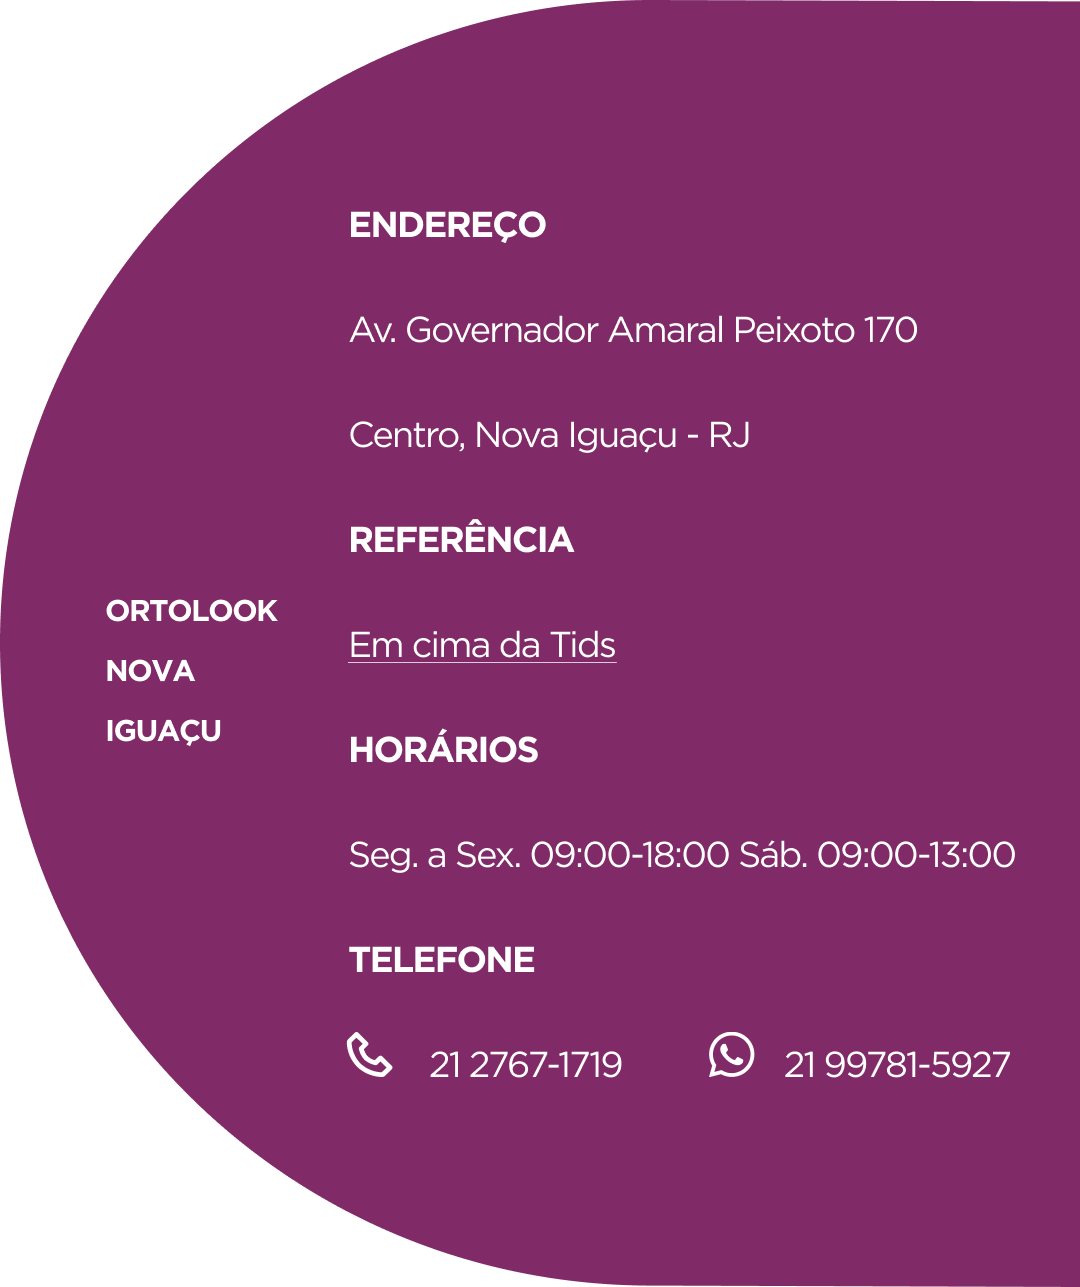 ENDEREÇO
Av. Governador Amaral Peixoto 170
Centro, Nova Iguaçu - RJ
REFERÊNCIA
ORTOLOOK
NOVA
IGUAÇU
Em cima da Tids
HORÁRIOS
Seg. a Sex. 09:00-18:00 Sáb. 09:00-13:00
TELEFONE
21 2767-1719 21 99781-5927